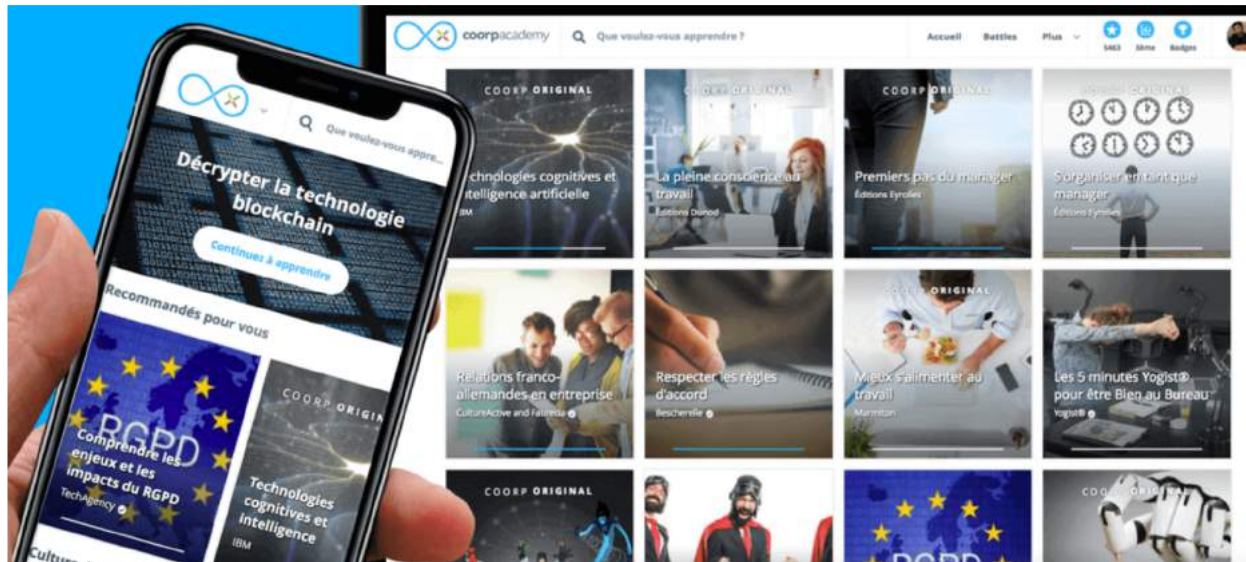 coorpacademy
Que voulez-vous apprendre ?
Accueil
Battles
Plus
5463
5ème
Badges
COORP ORIGINAL
Technologies cognitives et
intelligence artificielle
IBM
COORP ORIGINAL
La pleine conscience au
travail
Éditions Dunod
COORP ORIGINAL
Premiers pas du manager
Éditions Eyrolles
COORP ORIGINAL
S'organiser en tant que
manager
Éditions Eyrolles
Relations franco-
allemandes en entreprise
CultureActive and Faurecia
Respecter les règles
d'accord
Bescherelle
COORP ORIGINAL
Mieux s'alimenter au
travail
Marmiton
Les 5 minutes Yogist®
pour être Bien au Bureau
Yogist®
COORP ORIGINAL
RGPD
COORP ORIGINAL
Que voulez-vous appre...
Décrypter la technologie
blockchain
Continuez à apprendre
Recommandés pour vous
RGPD
Comprendre les
enjeux et les
impacts du RGPD
TechAgency
COORP ORIGIN
Technologies
cognitives et
intelligence
IBM